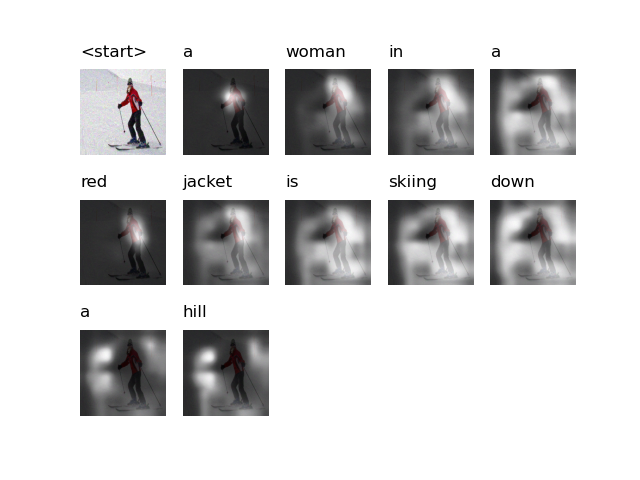 <start> a woman in a
red jacket is skiing down
a hill